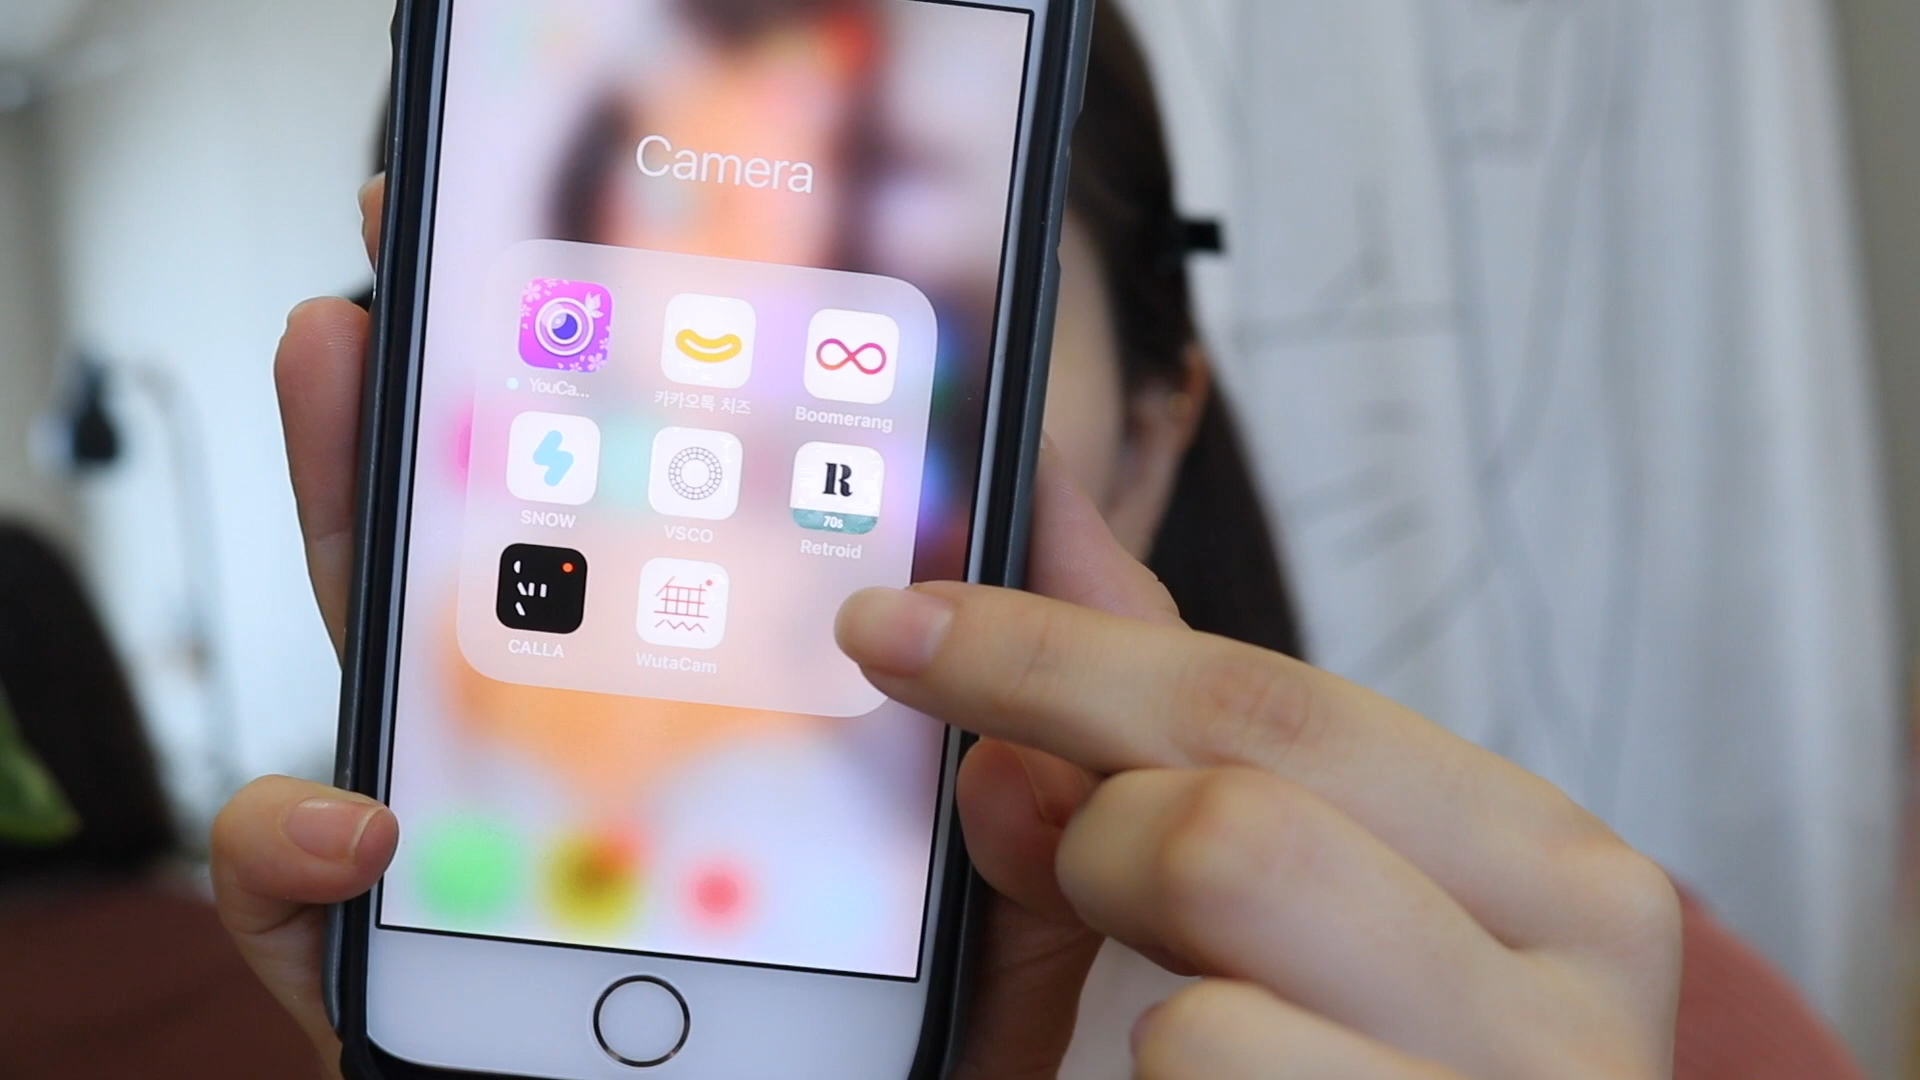 Camera
YouCa...
카카오톡 치즈
Boomerang
SNOW
VSCO
R
70s
Retroid
CALLA
WutaCam